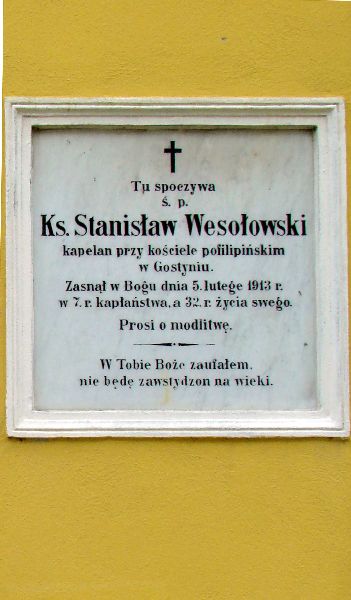 Tu spoczywa
ś. p.
Ks. Stanisław Wesołowski
kapelan przy kościele pofilipińskim
w Gostyniu.
Zasnął w Bogu dnia 5. lutego 1913 r.
w 7. r. kapłaństwa, a 32. r. życia swego.
Prosi o modlitwę.
W Tobie Boże zaufałem,
nie będę zawstydzon na wieki.